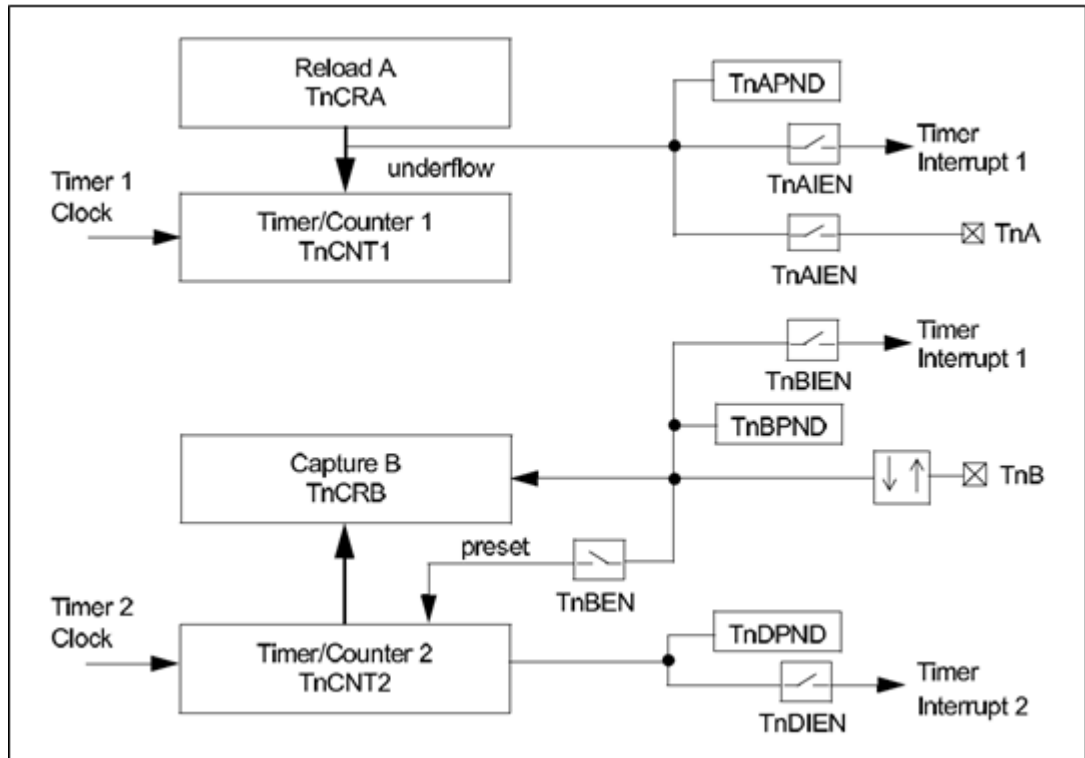 Reload A
TnCRA
TnAPND
underflow
Timer
Interrupt 1
TnAIEN
Timer 1
Clock
Timer/Counter 1
TnCNT1
TnA
TnAIEN
Timer
Interrupt 1
TnBIEN
TnBPND
Capture B
TnCRB
TnB
preset
TnBEN
Timer 2
Clock
Timer/Counter 2
TnCNT2
TnDPND
Timer
Interrupt 2
TnDIEN